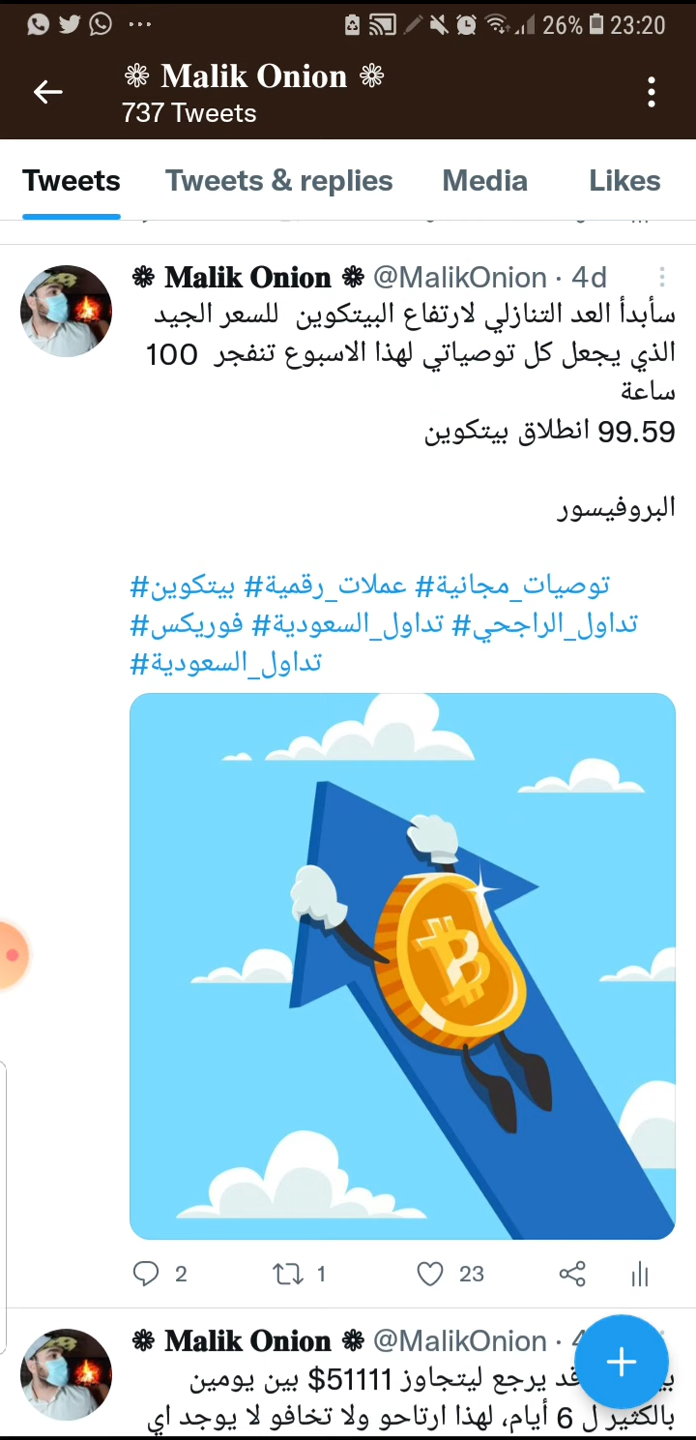 26% 23:20
❁ Malik Onion ❁
737 Tweets
Tweets Tweets & replies Media Likes
❁ Malik Onion ❁ @MalikOnion · 4d
سأبدأ العد التنازلي لارتفاع البيتكوين للسعر الجيد
الذي يجعل كل توصياتي لهذا الاسبوع تنفجر 100
ساعة
99.59 انطلاق بيتكوين
البروفيسور
#بيتكوين #عملات_رقمية #توصيات_مجانية
#فوريكس #تداول_السعودية #تداول_الراجحي
#تداول_السعودية
2 1 23
❁ Malik Onion ❁ @MalikOnion ·
قد يرجع ليتجاوز 51111$ بين يومين
بالكثير ل 6 أيام، لهذا ارتاحو ولا تخافو لا يوجد اي